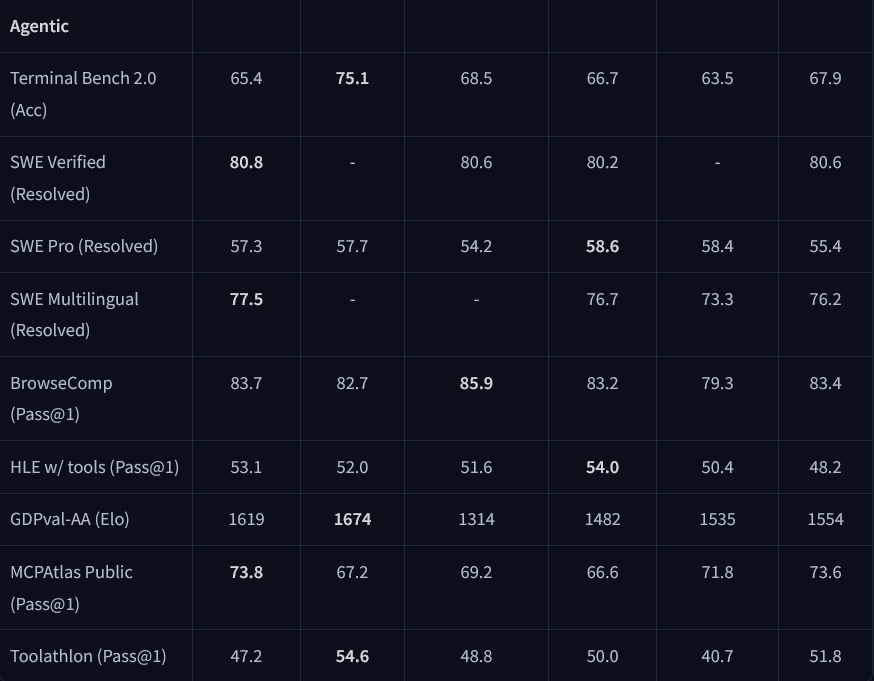 Agentic
Terminal Bench 2.0 (Acc) 65.4 75.1 68.5 66.7 63.5 67.9
SWE Verified (Resolved) 80.8 - 80.6 80.2 - 80.6
SWE Pro (Resolved) 57.3 57.7 54.2 58.6 58.4 55.4
SWE Multilingual (Resolved) 77.5 - - 76.7 73.3 76.2
BrowseComp (Pass@1) 83.7 82.7 85.9 83.2 79.3 83.4
HLE w/ tools (Pass@1) 53.1 52.0 51.6 54.0 50.4 48.2
GDPval-AA (Elo) 1619 1674 1314 1482 1535 1554
MCPAtlas Public (Pass@1) 73.8 67.2 69.2 66.6 71.8 73.6
Toolathlon (Pass@1) 47.2 54.6 48.8 50.0 40.7 51.8